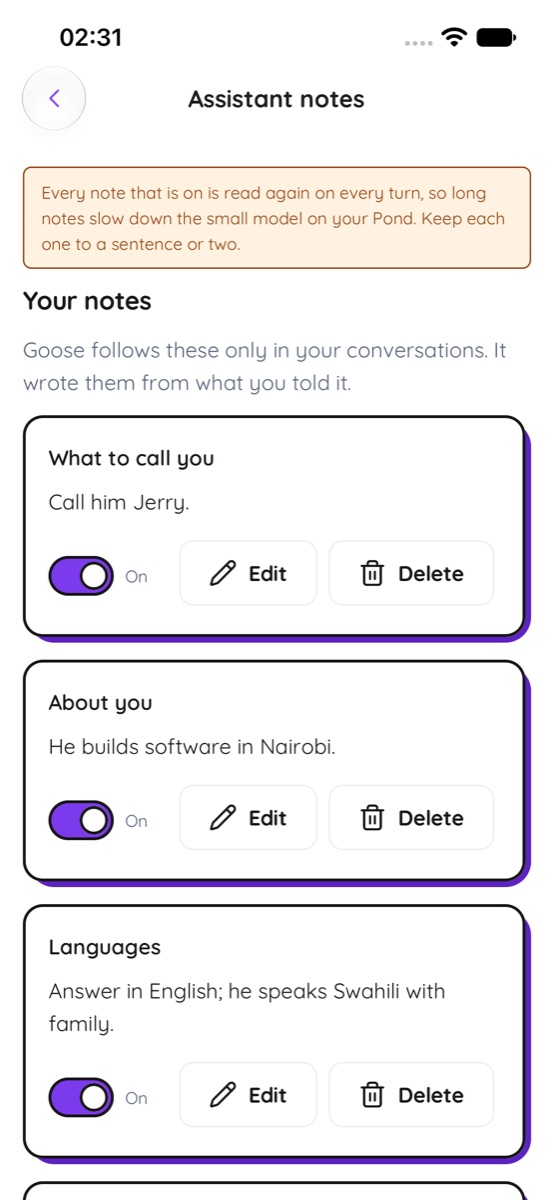 02:31
Assistant notes
Every note that is on is read again on every turn, so long
notes slow down the small model on your Pond. Keep each
one to a sentence or two.
Your notes
Goose follows these only in your conversations. It
wrote them from what you told it.
What to call you
Call him Jerry.
On
Edit
Delete
About you
He builds software in Nairobi.
On
Edit
Delete
Languages
Answer in English; he speaks Swahili with
family.
On
Edit
Delete